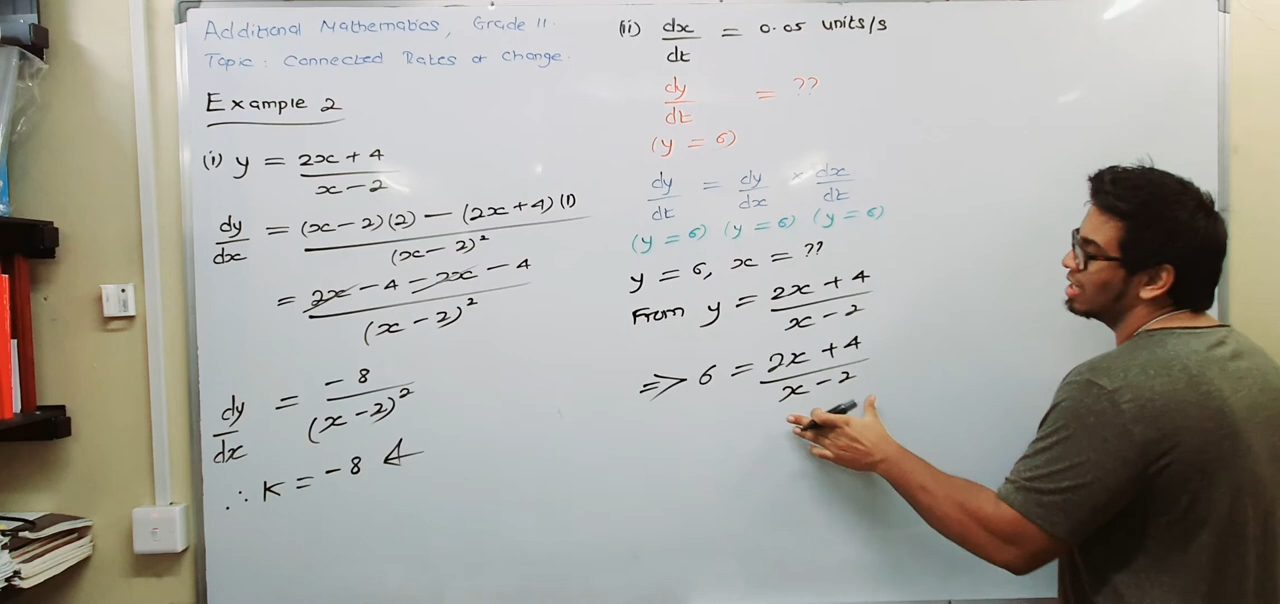 Additional Mathematics, Grade 11.
Topic: Connected Rates of Change.
Example 2
(i) y = 2x + 4
x - 2
dy = (x - 2)(2) - (2x + 4)(1)
dx (x - 2)²
= 2x - 4 - 2x - 4
(x - 2)²
dy = -8
dx (x - 2)²
∴ K = -8
(ii) dx = 0.05 units/s
dt
dy = ??
dt
(y = 6)
dy = dy × dx
dt dx dt
(y = 6) (y = 6) (y = 6)
y = 6, x = ??
From y = 2x + 4
x - 2
=> 6 = 2x + 4
x - 2